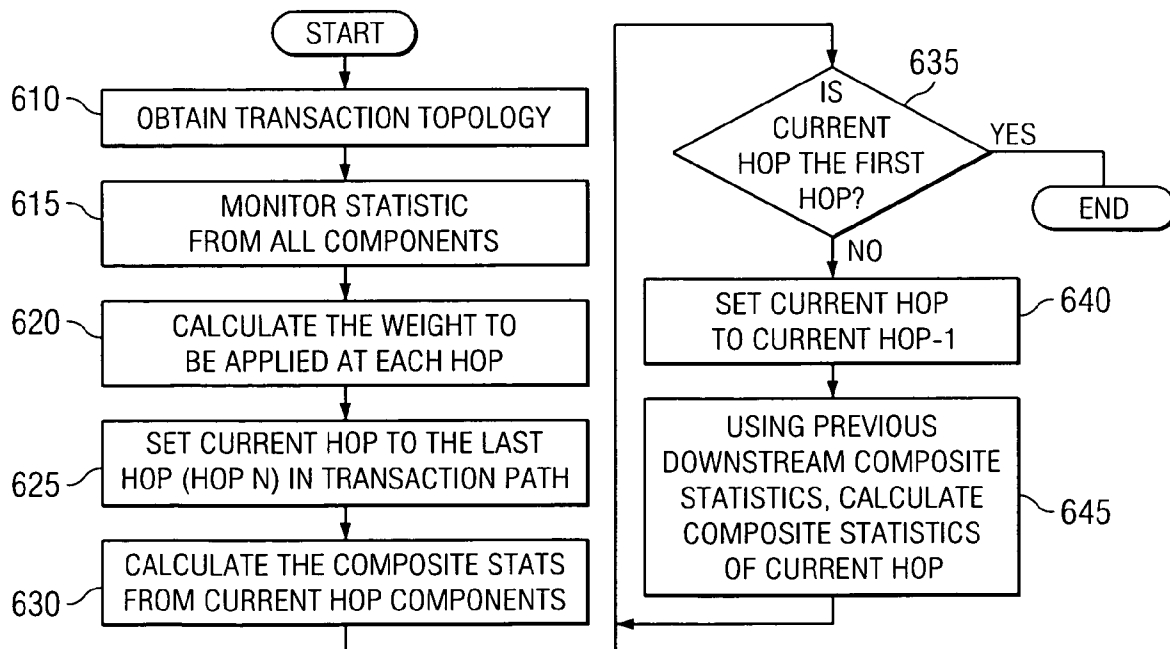 START
610
OBTAIN TRANSACTION TOPOLOGY
615
MONITOR STATISTIC
FROM ALL COMPONENTS
620
CALCULATE THE WEIGHT TO
BE APPLIED AT EACH HOP
625
SET CURRENT HOP TO THE LAST
HOP (HOP N) IN TRANSACTION PATH
630
CALCULATE THE COMPOSITE STATS
FROM CURRENT HOP COMPONENTS
635
IS
CURRENT
HOP THE FIRST
HOP?
YES
END
NO
SET CURRENT HOP
TO CURRENT HOP-1
640
USING PREVIOUS
DOWNSTREAM COMPOSITE
STATISTICS, CALCULATE
COMPOSITE STATISTICS
OF CURRENT HOP
645